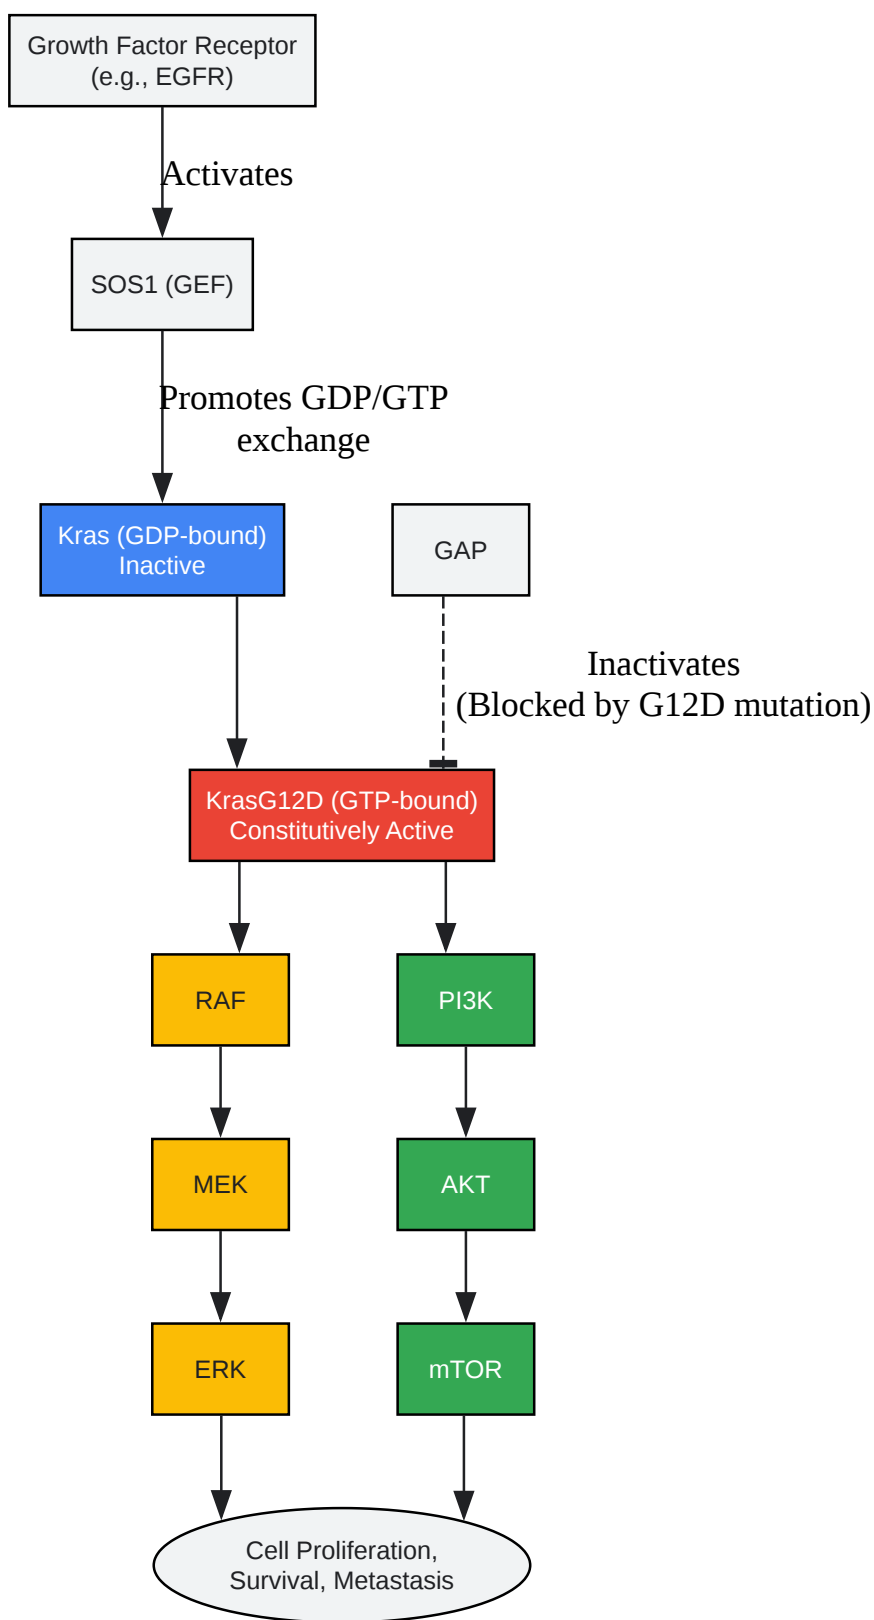 Growth Factor Receptor
(e.g., EGFR)
Activates
SOS1 (GEF)
Promotes GDP/GTP
exchange
Kras (GDP-bound)
Inactive
GAP
Inactivates
(Blocked by G12D mutation)
KrasG12D (GTP-bound)
Constitutively Active
RAF
PI3K
MEK
AKT
ERK
mTOR
Cell Proliferation,
Survival, Metastasis